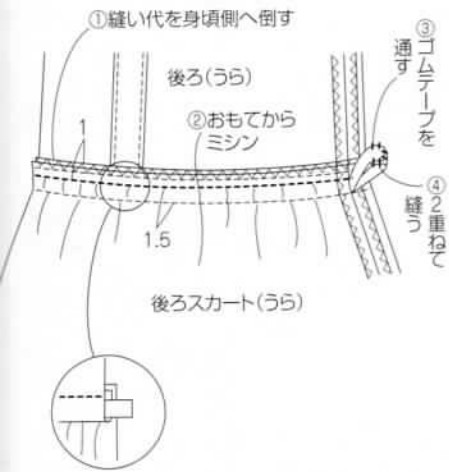 ①縫い代を身頃側へ倒す
後ろ(うら)
②おもてから
ミシン
③ゴムテープを
通す
④2重ねて
縫う
1
1.5
後ろスカート(うら)